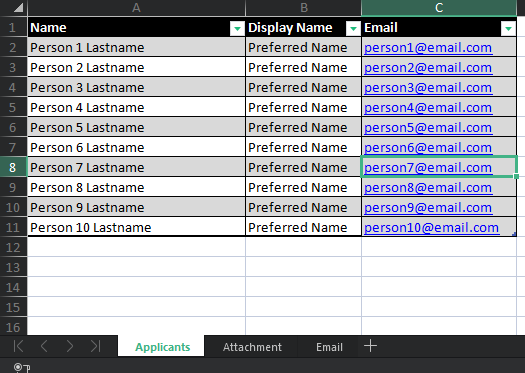 A B C
1 Name Display Name Email
2 Person 1 Lastname Preferred Name person1@email.com
3 Person 2 Lastname Preferred Name person2@email.com
4 Person 3 Lastname Preferred Name person3@email.com
5 Person 4 Lastname Preferred Name person4@email.com
6 Person 5 Lastname Preferred Name person5@email.com
7 Person 6 Lastname Preferred Name person6@email.com
8 Person 7 Lastname Preferred Name person7@email.com
9 Person 8 Lastname Preferred Name person8@email.com
10 Person 9 Lastname Preferred Name person9@email.com
11 Person 10 Lastname Preferred Name person10@email.com
12
13
14
15
16
Applicants Attachment Email